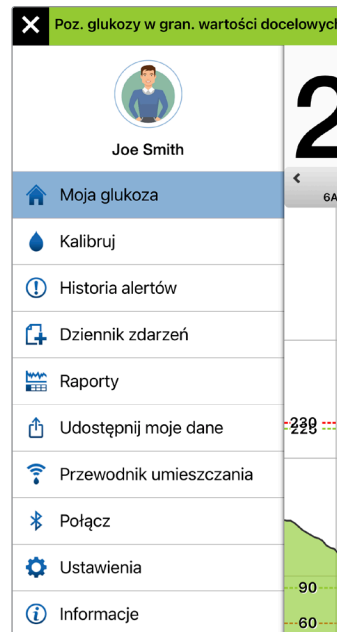 Poz. glukozy w gran. wartości docelowych
2
Joe Smith
6A
Moja glukoza
Kalibruj
Historia alertów
Dziennik zdarzeń
Raporty
Udostępnij moje dane
230
225
Przewodnik umieszczania
Połącz
Ustawienia
90
Informacje
60